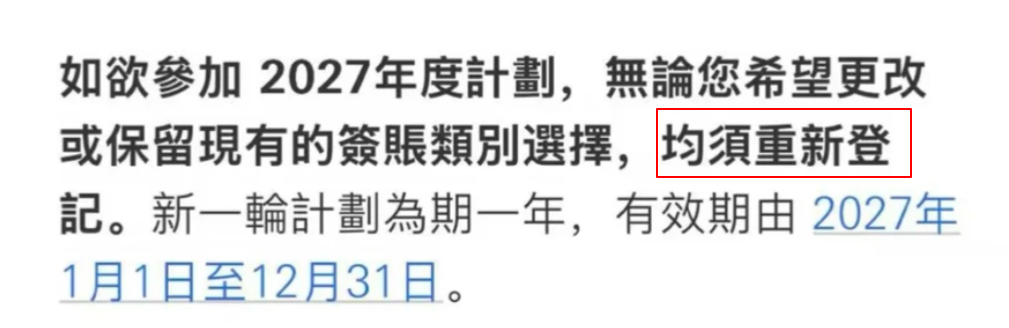 如欲參加 2027年度計劃，無論您希望更改
或保留現有的簽賬類別選擇，均須重新登
記。新一輪計劃為期一年，有效期由 2027年
1月1日至12月31日。